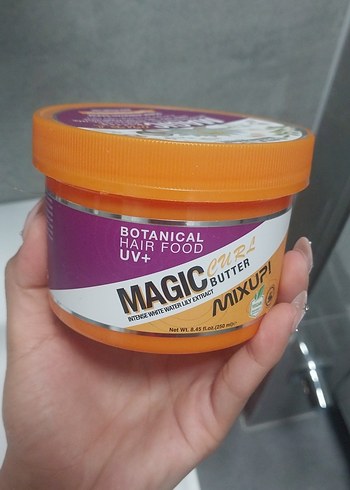 BOTANICAL
HAIR FOOD
UV+
MAGIC CURL
BUTTER
INTENSE WHITE WATER LILY EXTRACT
MIXUP!
Net Wt. 8.45 fl.oz.(250 ml)